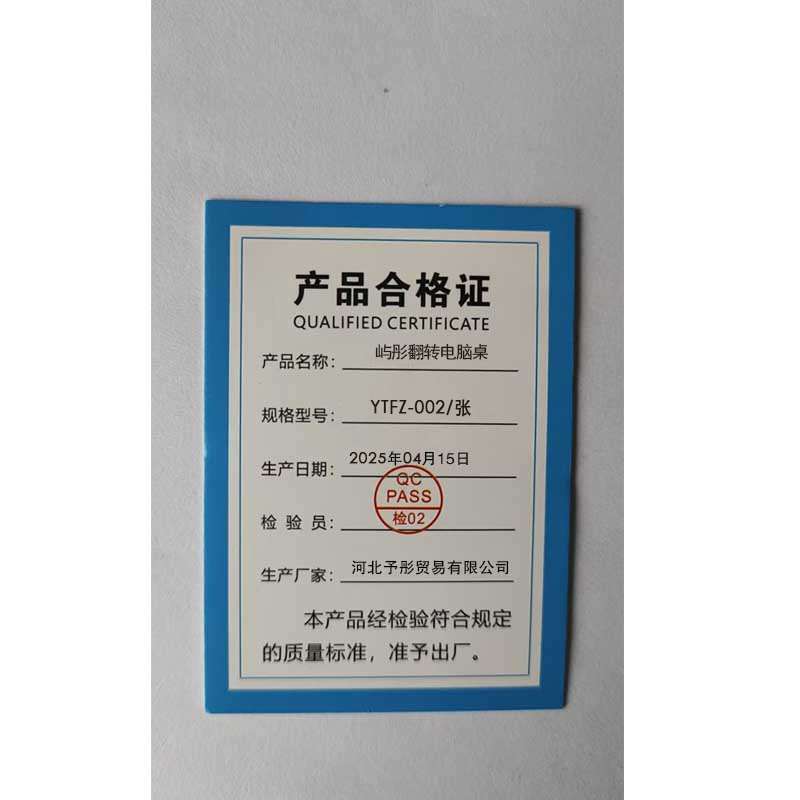 产品合格证
QUALIFIED CERTIFICATE
产品名称： 屿彤翻转电脑桌
规格型号： YTFZ-002/张
生产日期： 2025年04月15日
QC
PASS
检02
检 验 员：
生产厂家： 河北予彤贸易有限公司
本产品经检验符合规定
的质量标准，准予出厂。